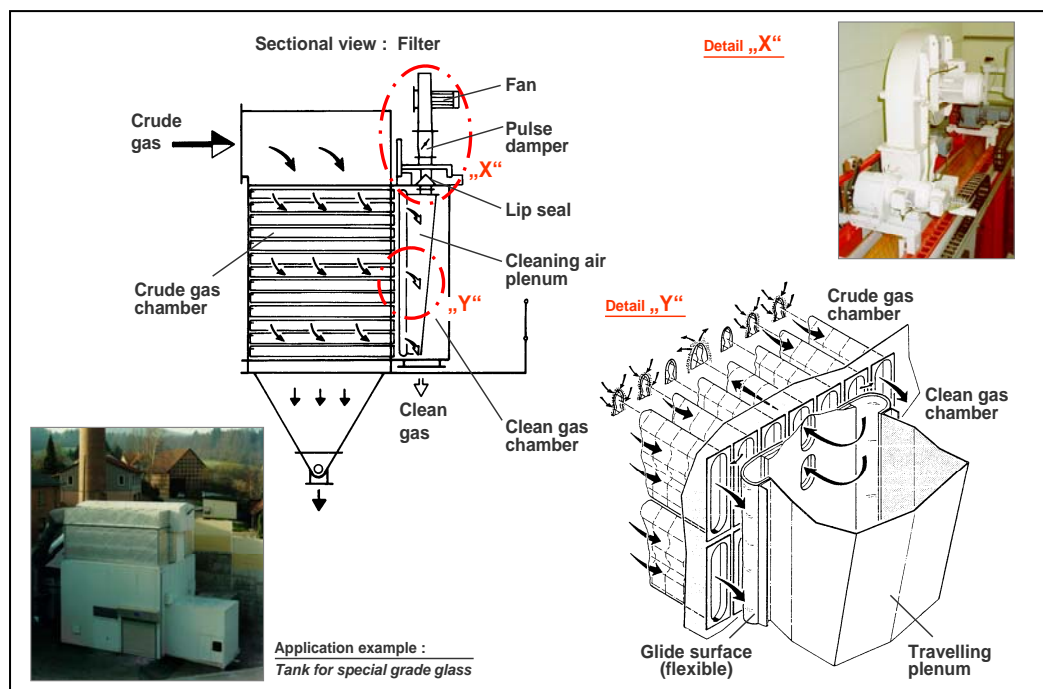 Sectional view : Filter
Detail „X“
Fan
Crude
gas
Pulse
damper
„X“
Lip seal
Cleaning air
plenum
Crude gas
chamber
„Y“
Detail „Y“
Crude gas
chamber
Clean gas
chamber
Clean
gas
Clean gas
chamber
Glide surface
(flexible)
Travelling
plenum
Application example :
Tank for special grade glass